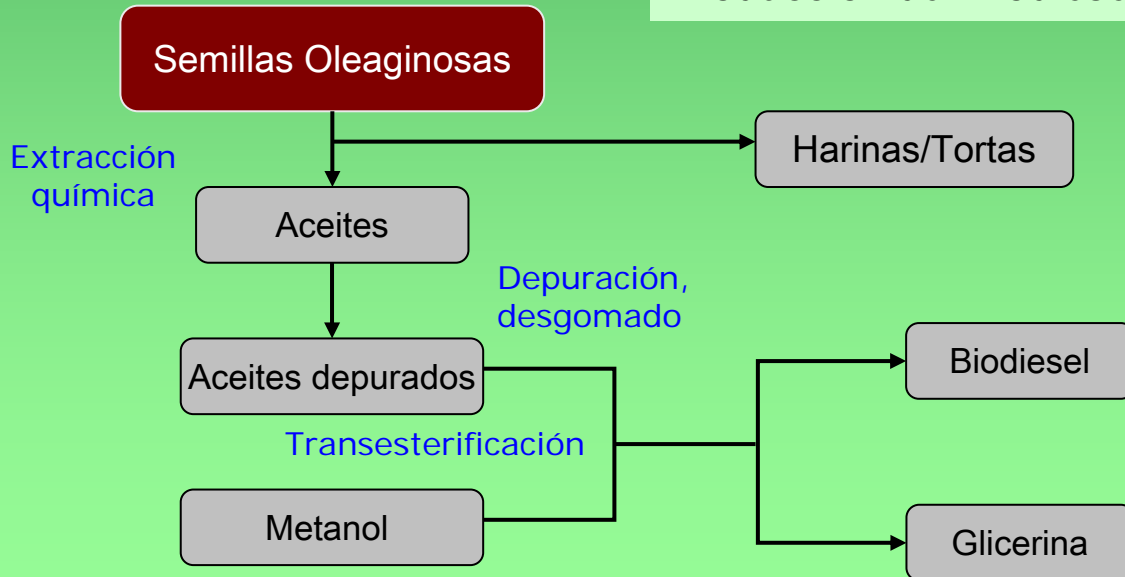 Semillas Oleaginosas
Extracción
química
Harinas/Tortas
Aceites
Depuración,
desgomado
Aceites depurados
Biodiesel
Transesterificación
Metanol
Glicerina